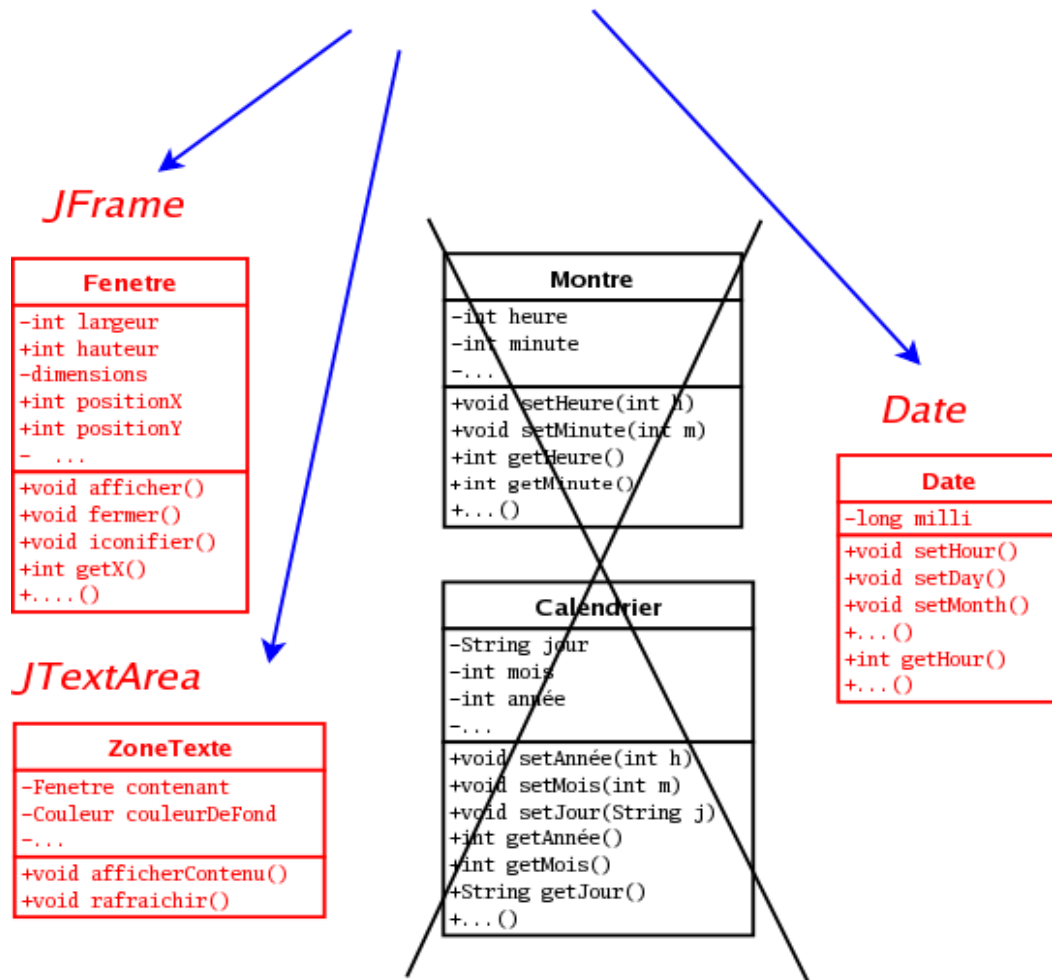 JFrame
Fenetre
-int largeur
+int hauteur
-dimensions
+int positionX
+int positionY
- ...
+void afficher()
+void fermer()
+void iconifier()
+int getX()
+....()
JTextArea
ZoneTexte
-Fenetre contenant
-Couleur couleurDeFond
-...
+void afficherContenu()
+void rafraichir()
Montre
-int heure
-int minute
-...
+void setHeure(int h)
+void setMinute(int m)
+int getHeure()
+int getMinute()
+...()
Calendrier
-String jour
-int mois
-int année
-...
+void setAnnée(int h)
+void setMois(int m)
+void setJour(String j)
+int getAnnée()
+int getMois()
+String getJour()
+...()
Date
Date
-long milli
+void setHour()
+void setDay()
+void setMonth()
+...()
+int getHour()
+...()